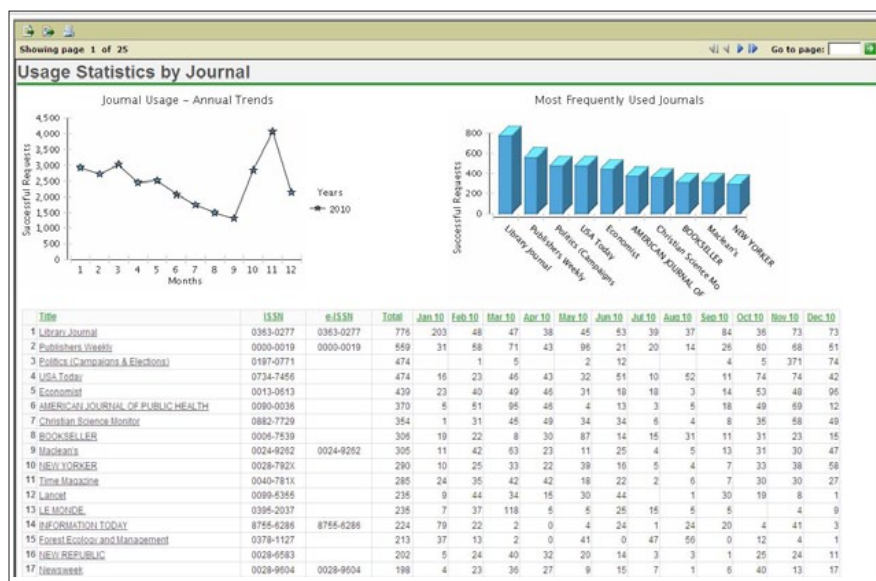 Showing page 1 of 25
Go to page:
Usage Statistics by Journal
Journal Usage – Annual Trends
Successful Requests
4,500
4,000
3,500
3,000
2,500
2,000
1,500
1,000
500
0
1 2 3 4 5 6 7 8 9 10 11 12
Months
Years
2010
Most Frequently Used Journals
Successful Requests
800
600
400
200
0
Library Journal
Publishers Weekly
Politics (Campaigns
USA Today
Economist
AMERICAN JOURNAL OF
Christian Science Mo
BOOKSELLER
Maclean's
NEW YORKER
Title ISSN e-ISSN Total Jan 10 Feb 10 Mar 10 Apr 10 May 10 Jun 10 Jul 10 Aug 10 Sep 10 Oct 10 Nov 10 Dec 10
1 Library Journal 0363-0277 0363-0277 776 203 48 47 38 45 53 39 37 84 36 73 73
2 Publishers Weekly 0000-0019 0000-0019 559 31 58 71 43 96 21 20 14 26 60 68 51
3 Politics (Campaigns & Elections) 0197-0771 474 1 5 2 12 4 5 371 74
4 USA Today 0734-7456 474 16 23 46 43 32 51 10 52 11 74 74 42
5 Economist 0013-0613 439 23 40 49 46 31 18 18 3 14 53 48 96
6 AMERICAN JOURNAL OF PUBLIC HEALTH 0090-0036 370 5 51 95 46 4 13 3 5 18 49 69 12
7 Christian Science Monitor 0882-7729 354 1 31 45 49 34 34 6 4 8 35 58 49
8 BOOKSELLER 0006-7539 306 19 22 8 30 87 14 15 31 11 31 23 15
9 Maclean's 0024-9262 0024-9262 305 11 42 63 23 11 25 4 5 13 31 30 47
10 NEW YORKER 0028-792X 290 10 25 33 22 39 16 5 4 7 33 38 58
11 Time Magazine 0040-781X 285 24 35 42 42 18 22 2 6 7 30 30 27
12 Lancet 0099-5355 235 9 44 34 15 30 44 1 30 19 8 1
13 LE MONDE 0395-2037 235 7 37 118 5 5 25 15 5 5 4 9
14 INFORMATION TODAY 8755-6286 8755-6286 224 79 22 2 0 4 24 1 24 20 4 41 3
15 Forest Ecology and Management 0378-1127 213 37 13 2 0 41 0 47 56 0 12 4 1
16 NEW REPUBLIC 0028-6583 202 5 24 40 32 20 14 3 3 1 25 24 11
17 Newsweek 0028-9604 0028-9604 198 4 23 36 27 9 15 7 1 6 40 13 17